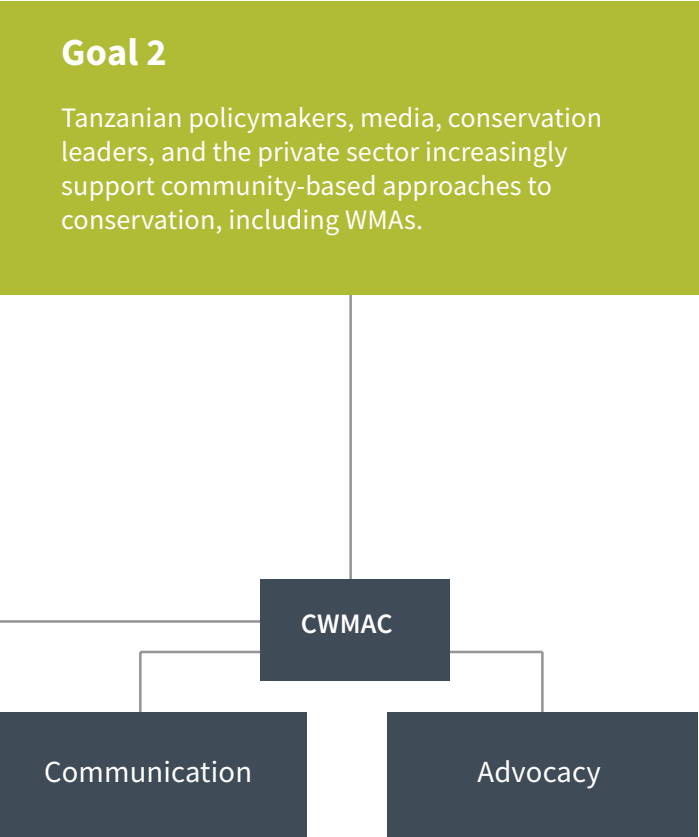 Goal 2
Tanzanian policymakers, media, conservation
leaders, and the private sector increasingly
support community-based approaches to
conservation, including WMAs.
CWMAC
Communication
Advocacy